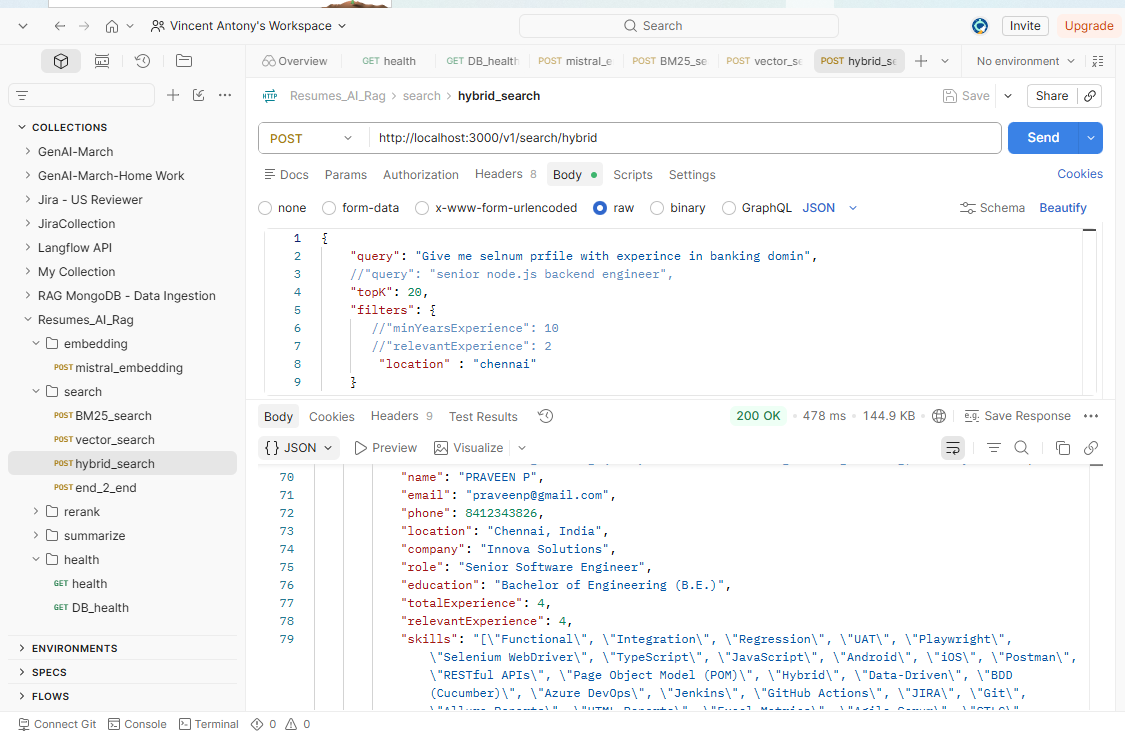 Vincent Antony's Workspace
Search
Invite
Upgrade
Overview
GET health
GET DB_health
POST mistral_e
POST BM25_se
POST vector_se
POST hybrid_se
No environment
HTTP Resumes_AI_Rag > search > hybrid_search
Save
Share
COLLECTIONS
GenAI-March
GenAI-March-Home Work
Jira - US Reviewer
JiraCollection
Langflow API
My Collection
RAG MongoDB - Data Ingestion
Resumes_AI_Rag
embedding
POST mistral_embedding
search
POST BM25_search
POST vector_search
POST hybrid_search
POST end_2_end
rerank
summarize
health
GET health
GET DB_health
ENVIRONMENTS
SPECS
FLOWS
POST
http://localhost:3000/v1/search/hybrid
Send
Docs
Params
Authorization
Headers 8
Body
Scripts
Settings
Cookies
none
form-data
x-www-form-urlencoded
raw
binary
GraphQL
JSON
Schema
Beautify
1 {
2 "query": "Give me selnum prfile with experince in banking domin",
3 //"query": "senior node.js backend engineer",
4 "topK": 20,
5 "filters": {
6 //"minYearsExperience": 10
7 //"relevantExperience": 2
8 "location" : "chennai"
9 }
Body
Cookies
Headers 9
Test Results
200 OK
478 ms
144.9 KB
e.g. Save Response
{} JSON
Preview
Visualize
70 "name": "PRAVEEN P",
71 "email": "praveenp@gmail.com",
72 "phone": 8412343826,
73 "location": "Chennai, India",
74 "company": "Innova Solutions",
75 "role": "Senior Software Engineer",
76 "education": "Bachelor of Engineering (B.E.)",
77 "totalExperience": 4,
78 "relevantExperience": 4,
79 "skills": "[\"Functional\", \"Integration\", \"Regression\", \"UAT\", \"Playwright\",
\"Selenium WebDriver\", \"TypeScript\", \"JavaScript\", \"Android\", \"iOS\", \"Postman\",
\"RESTful APIs\", \"Page Object Model (POM)\", \"Hybrid\", \"Data-Driven\", \"BDD
(Cucumber)\", \"Azure DevOps\", \"Jenkins\", \"GitHub Actions\", \"JIRA\", \"Git\",
\"Allure Reports\", \"HTML Reports\", \"Excel Metrics\", \"Agile Scrum\", \"STLC\",
Connect Git
Console
Terminal
0
0